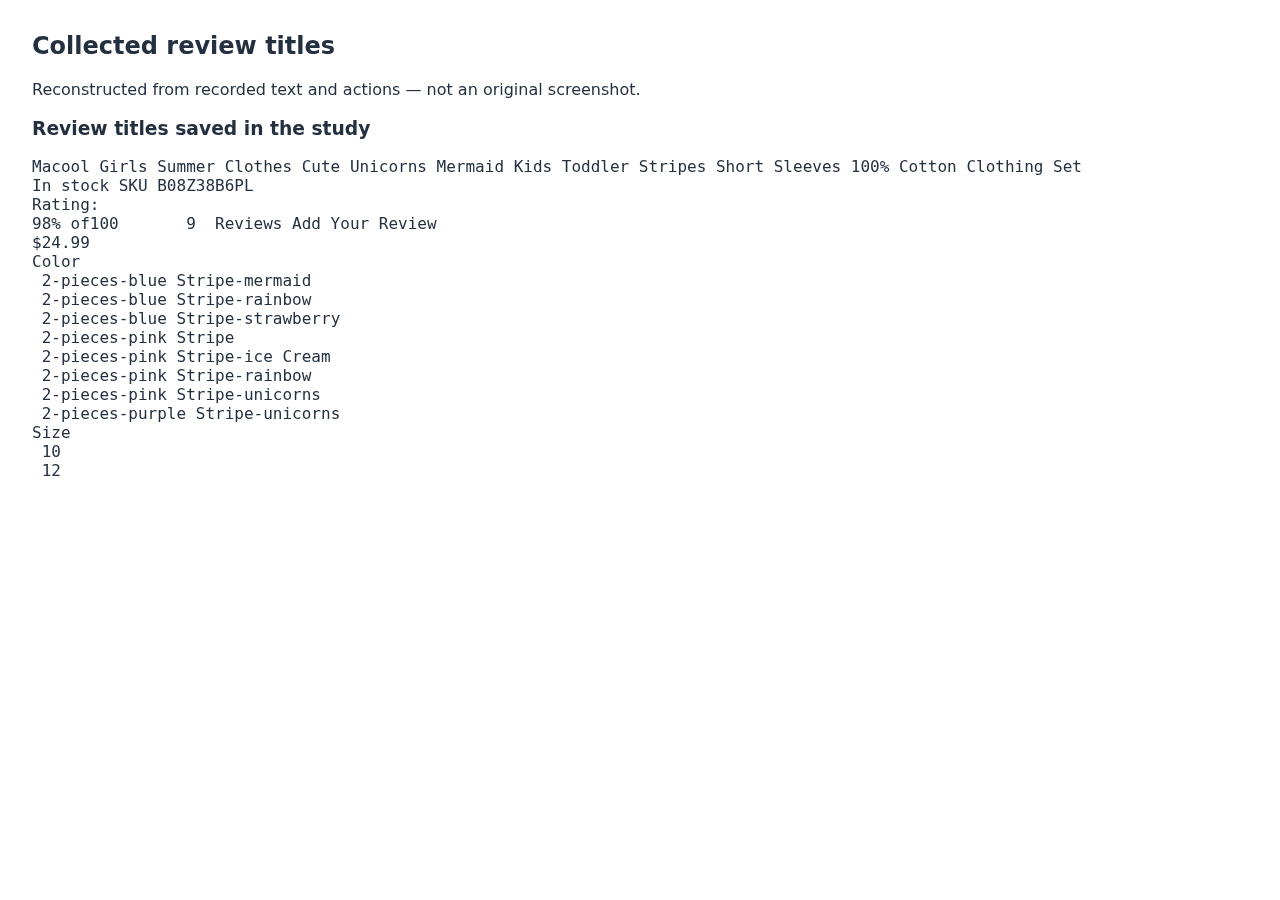 Collected review titles
Reconstructed from recorded text and actions — not an original screenshot.
Review titles saved in the study
Macool Girls Summer Clothes Cute Unicorns Mermaid Kids Toddler Stripes Short Sleeves 100% Cotton Clothing Set
In stock SKU B08Z38B6PL
Rating:
98% of100       9  Reviews Add Your Review
$24.99
Color
 2-pieces-blue Stripe-mermaid
 2-pieces-blue Stripe-rainbow
 2-pieces-blue Stripe-strawberry
 2-pieces-pink Stripe
 2-pieces-pink Stripe-ice Cream
 2-pieces-pink Stripe-rainbow
 2-pieces-pink Stripe-unicorns
 2-pieces-purple Stripe-unicorns
Size
 10
 12